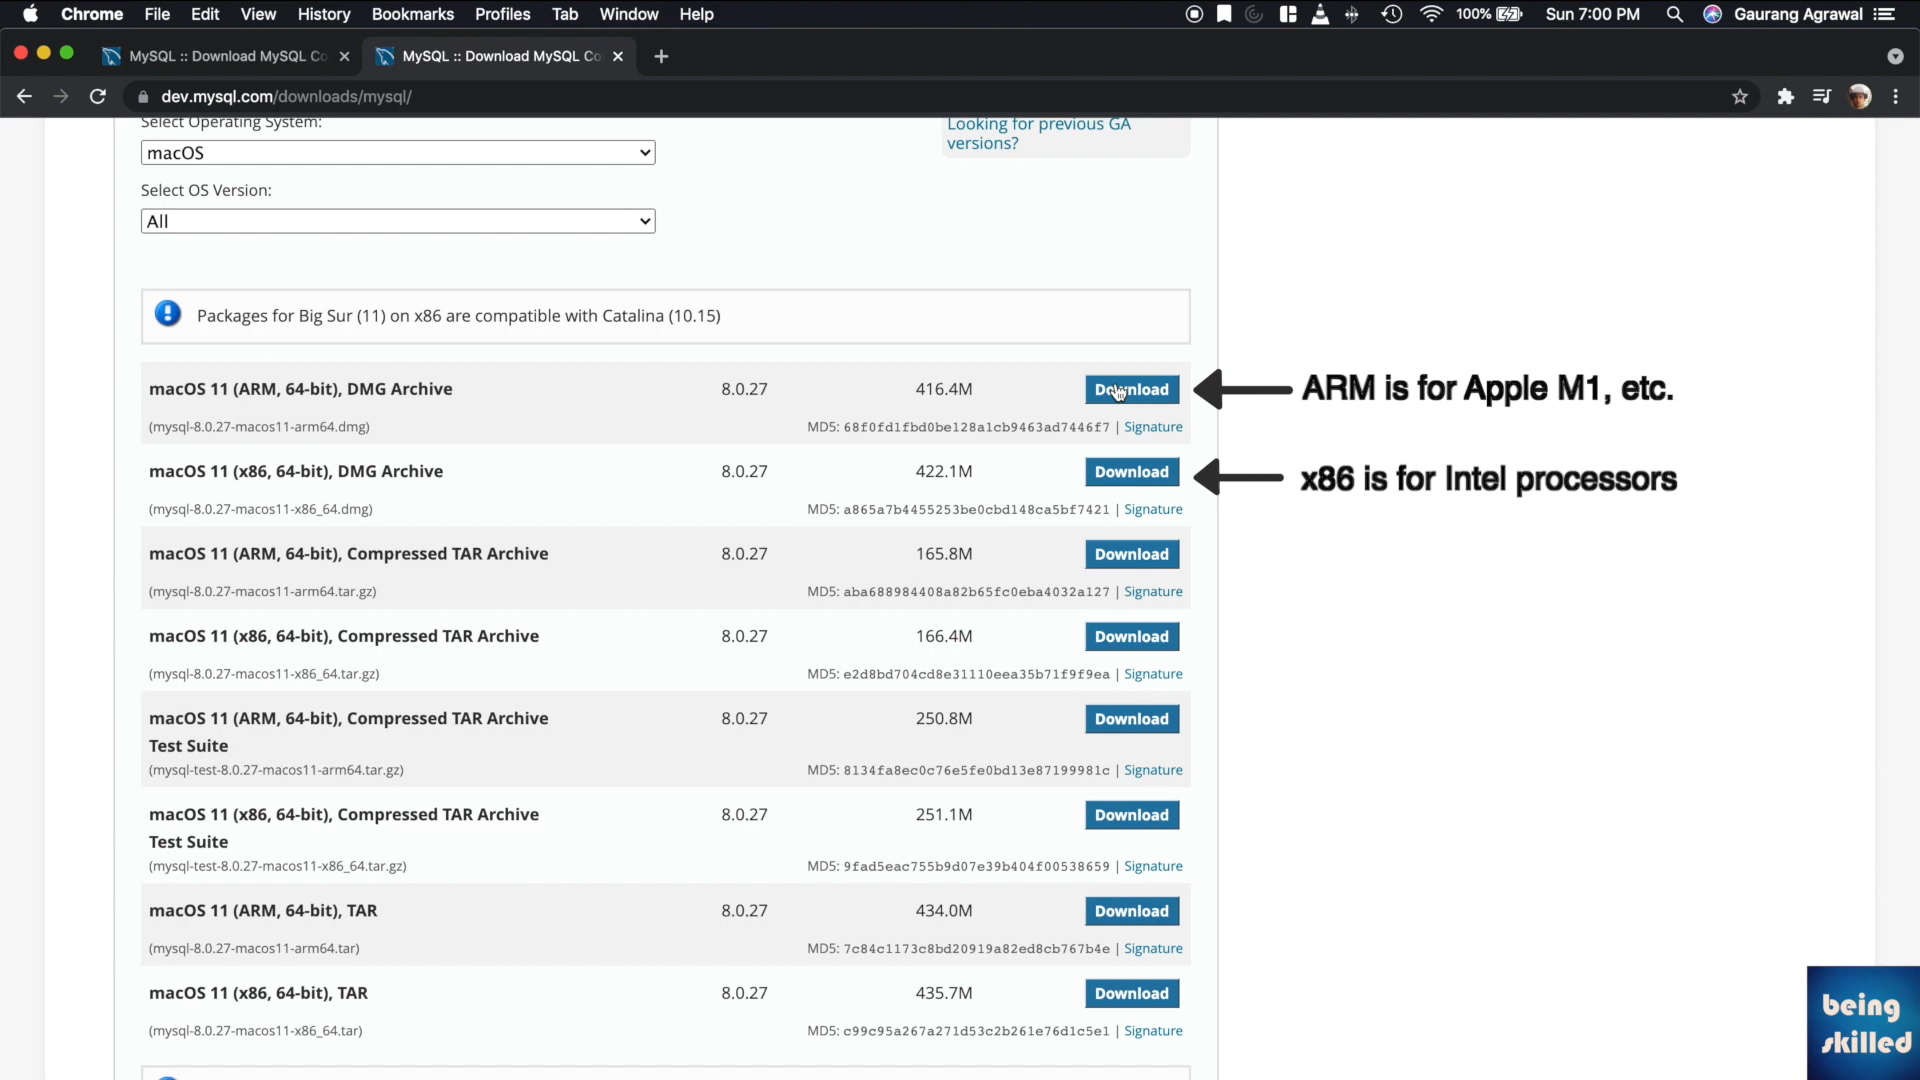 Chrome File Edit View History Bookmarks Profiles Tab Window Help 100% Sun 7:00 PM Gaurang Agrawal
MySQL :: Download MySQL Co MySQL :: Download MySQL Co
dev.mysql.com/downloads/mysql/
Select Operating System:
macOS
Select OS Version:
All
Looking for previous GA
versions?
Packages for Big Sur (11) on x86 are compatible with Catalina (10.15)
macOS 11 (ARM, 64-bit), DMG Archive 8.0.27 416.4M Download
(mysql-8.0.27-macos11-arm64.dmg) MD5: 68f0fd1fbd0be128a1cb9463ad7446f7 | Signature
ARM is for Apple M1, etc.
macOS 11 (x86, 64-bit), DMG Archive 8.0.27 422.1M Download
(mysql-8.0.27-macos11-x86_64.dmg) MD5: a865a7b4455253be0cbd148ca5bf7421 | Signature
x86 is for Intel processors
macOS 11 (ARM, 64-bit), Compressed TAR Archive 8.0.27 165.8M Download
(mysql-8.0.27-macos11-arm64.tar.gz) MD5: aba688984408a82b65fc0eba4032a127 | Signature
macOS 11 (x86, 64-bit), Compressed TAR Archive 8.0.27 166.4M Download
(mysql-8.0.27-macos11-x86_64.tar.gz) MD5: e2d8bd704cd8e31110eea35b71f9f9ea | Signature
macOS 11 (ARM, 64-bit), Compressed TAR Archive 8.0.27 250.8M Download
Test Suite
(mysql-test-8.0.27-macos11-arm64.tar.gz) MD5: 8134fa8ec0c76e5fe0bd13e87199981c | Signature
macOS 11 (x86, 64-bit), Compressed TAR Archive 8.0.27 251.1M Download
Test Suite
(mysql-test-8.0.27-macos11-x86_64.tar.gz) MD5: 9fad5eac755b9d07e39b404f00538659 | Signature
macOS 11 (ARM, 64-bit), TAR 8.0.27 434.0M Download
(mysql-8.0.27-macos11-arm64.tar) MD5: 7c84c1173c8bd20919a82ed8cb767b4e | Signature
macOS 11 (x86, 64-bit), TAR 8.0.27 435.7M Download
(mysql-8.0.27-macos11-x86_64.tar) MD5: c99c95a267a271d53c2b261e76d1c5e1 | Signature
being
skilled